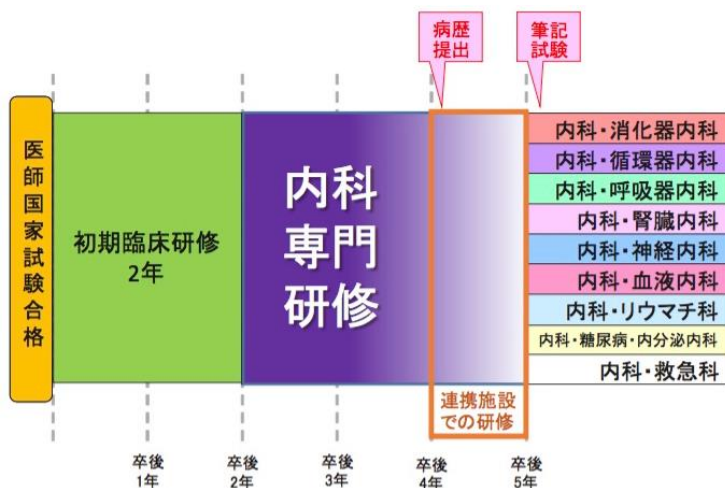 病歴
提出
筆記
試験
医師国家試験合格
初期臨床研修
2年
内科
専門
研修
内科・消化器内科
内科・循環器内科
内科・呼吸器内科
内科・腎臓内科
内科・神経内科
内科・血液内科
内科・リウマチ科
内科・糖尿病・内分泌内科
内科・救急科
連携施設
での研修
卒後
1年
卒後
2年
卒後
3年
卒後
4年
卒後
5年